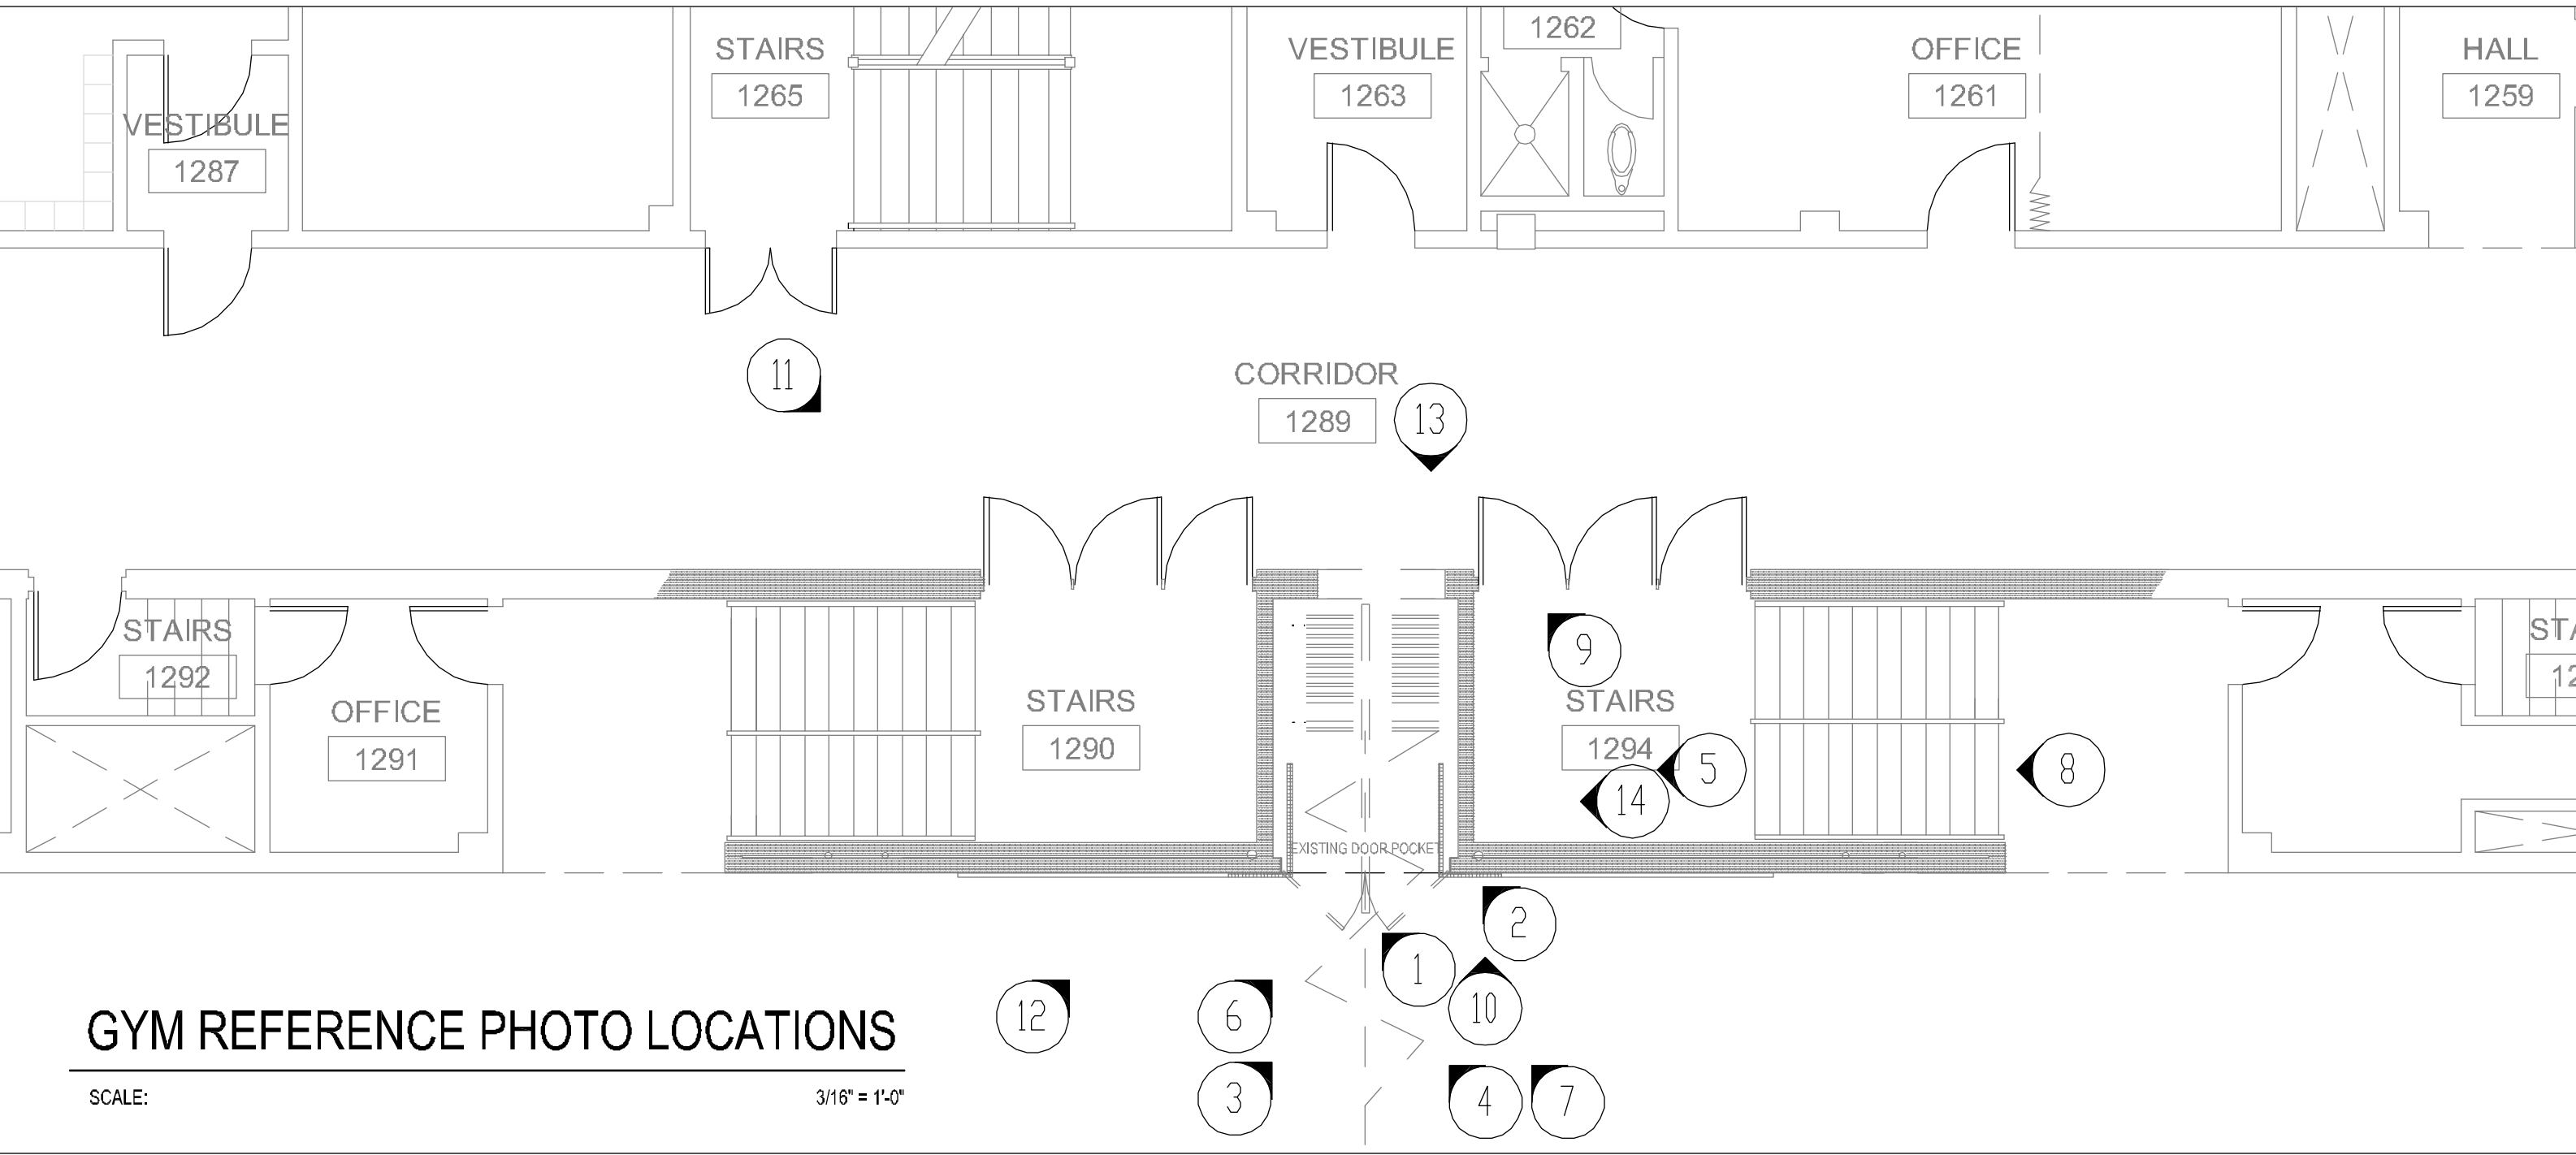 1262
STAIRS
1265
VESTIBULE
1263
OFFICE
1261
HALL
1259
VESTIBULE
1287
11
CORRIDOR
1289
13
STAIRS
1292
OFFICE
1291
STAIRS
1290
9
STAIRS
1294
5
14
8
EXISTING DOOR POCKET
2
1
10
12
6
3
4
7
GYM REFERENCE PHOTO LOCATIONS
SCALE: 3/16" = 1'-0"